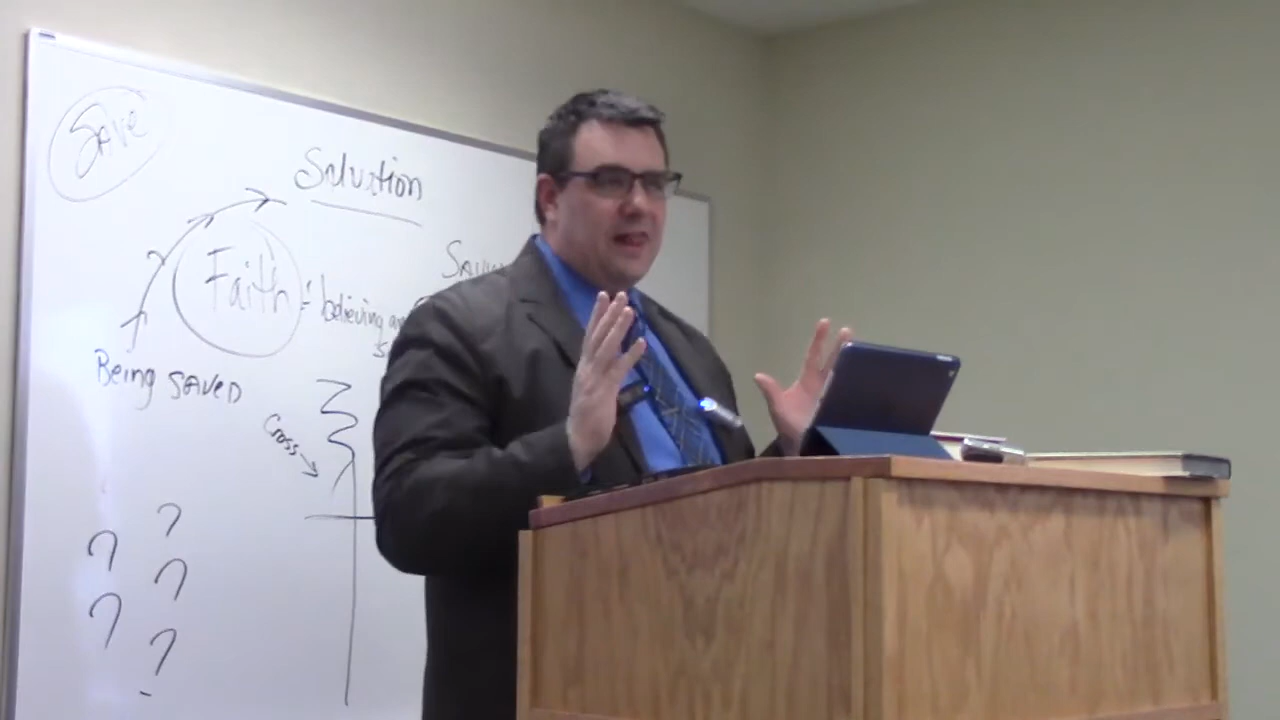 Save
Salvation
Faith = believing
Being saved
Cross
?
?
?
?
?